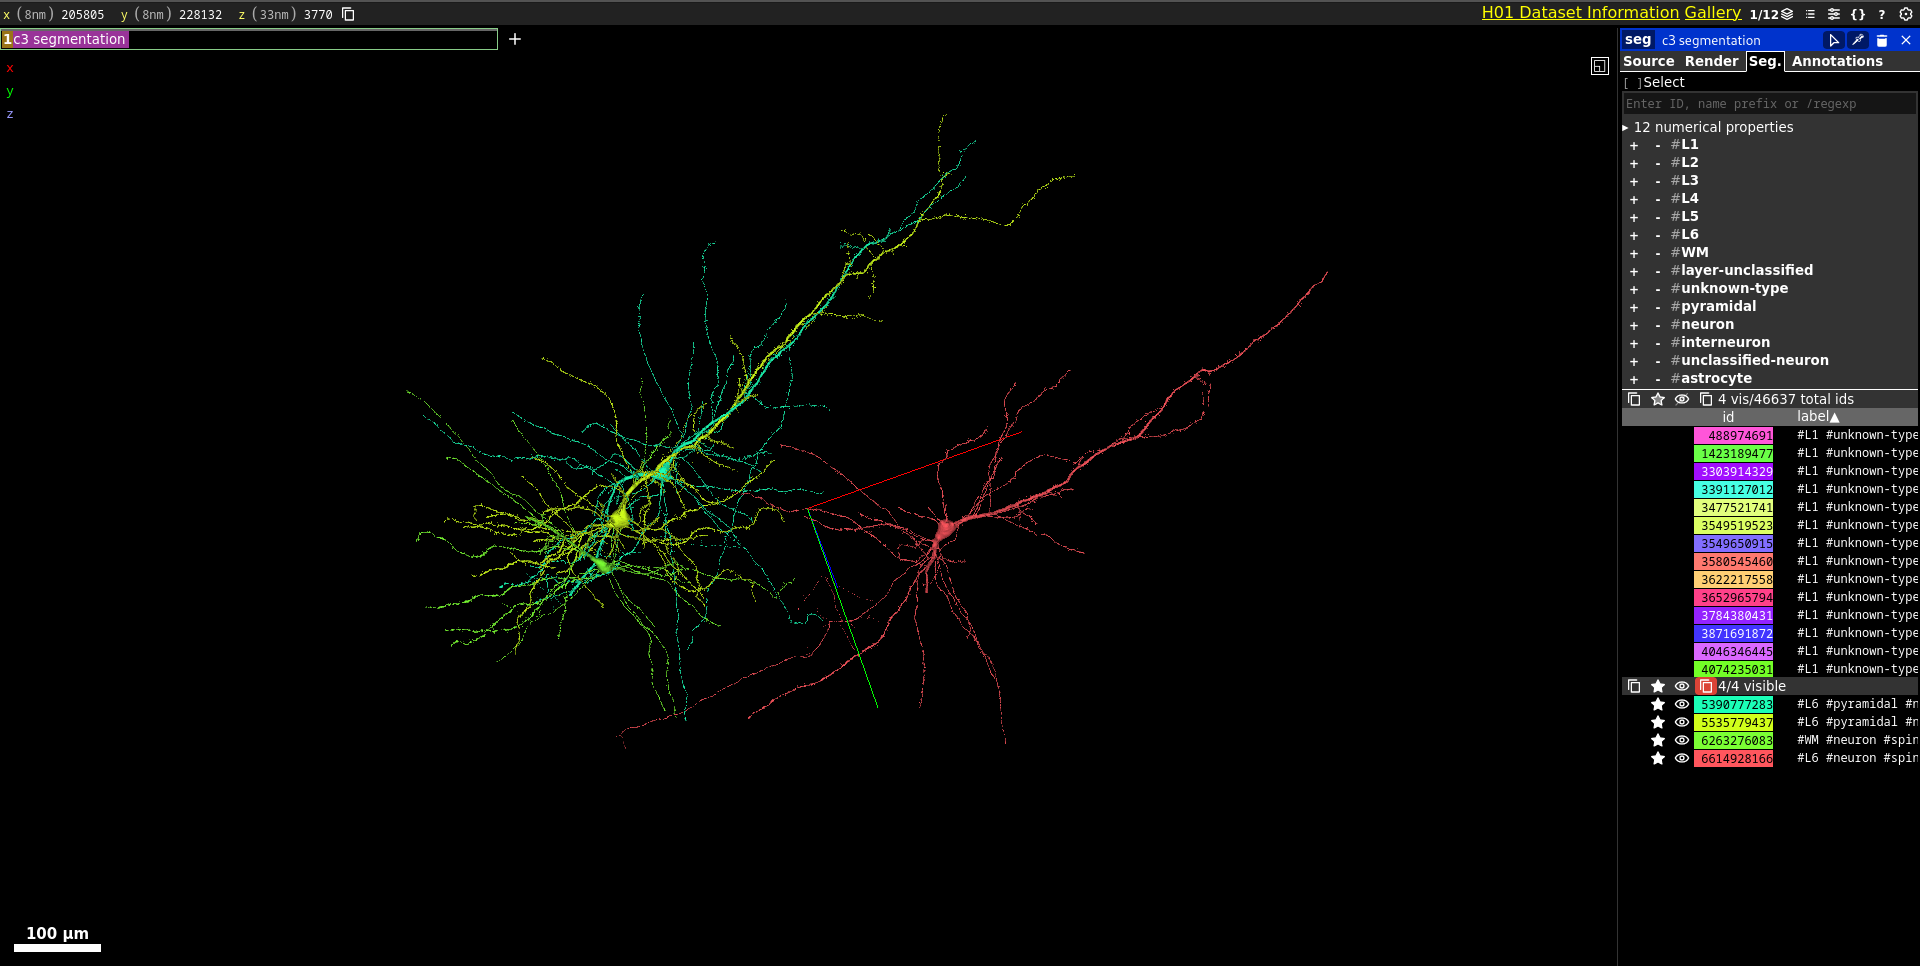 x (8nm) 205805 y (8nm) 228132 z (33nm) 3770
H01 Dataset Information Gallery 1/12 {} ?
1c3 segmentation +
x
y
z
seg c3 segmentation
Source Render Seg. Annotations
[ ]Select
Enter ID, name prefix or /regexp
▸ 12 numerical properties
+ - #L1
+ - #L2
+ - #L3
+ - #L4
+ - #L5
+ - #L6
+ - #WM
+ - #layer-unclassified
+ - #unknown-type
+ - #pyramidal
+ - #neuron
+ - #interneuron
+ - #unclassified-neuron
+ - #astrocyte
4 vis/46637 total ids
id label▲
488974691 #L1 #unknown-type
1423189477 #L1 #unknown-type
3303914329 #L1 #unknown-type
3391127012 #L1 #unknown-type
3477521741 #L1 #unknown-type
3549519523 #L1 #unknown-type
3549650915 #L1 #unknown-type
3580545460 #L1 #unknown-type
3622217558 #L1 #unknown-type
3652965794 #L1 #unknown-type
3784380431 #L1 #unknown-type
3871691872 #L1 #unknown-type
4046346445 #L1 #unknown-type
4074235031 #L1 #unknown-type
4/4 visible
5390777283 #L6 #pyramidal #n
5535779437 #L6 #pyramidal #n
6263276083 #WM #neuron #spin
6614928166 #L6 #neuron #spin
100 µm